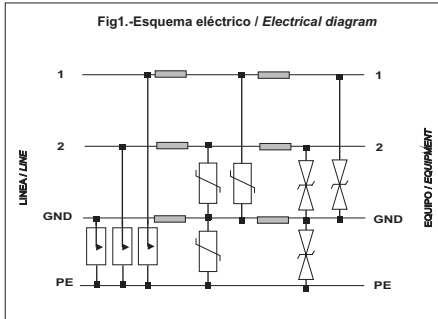 Fig1.-Esquema eléctrico / Electrical diagram
1 1
2 2
LINEA / LINE
EQUIPO / EQUIPMENT
GND GND
PE PE